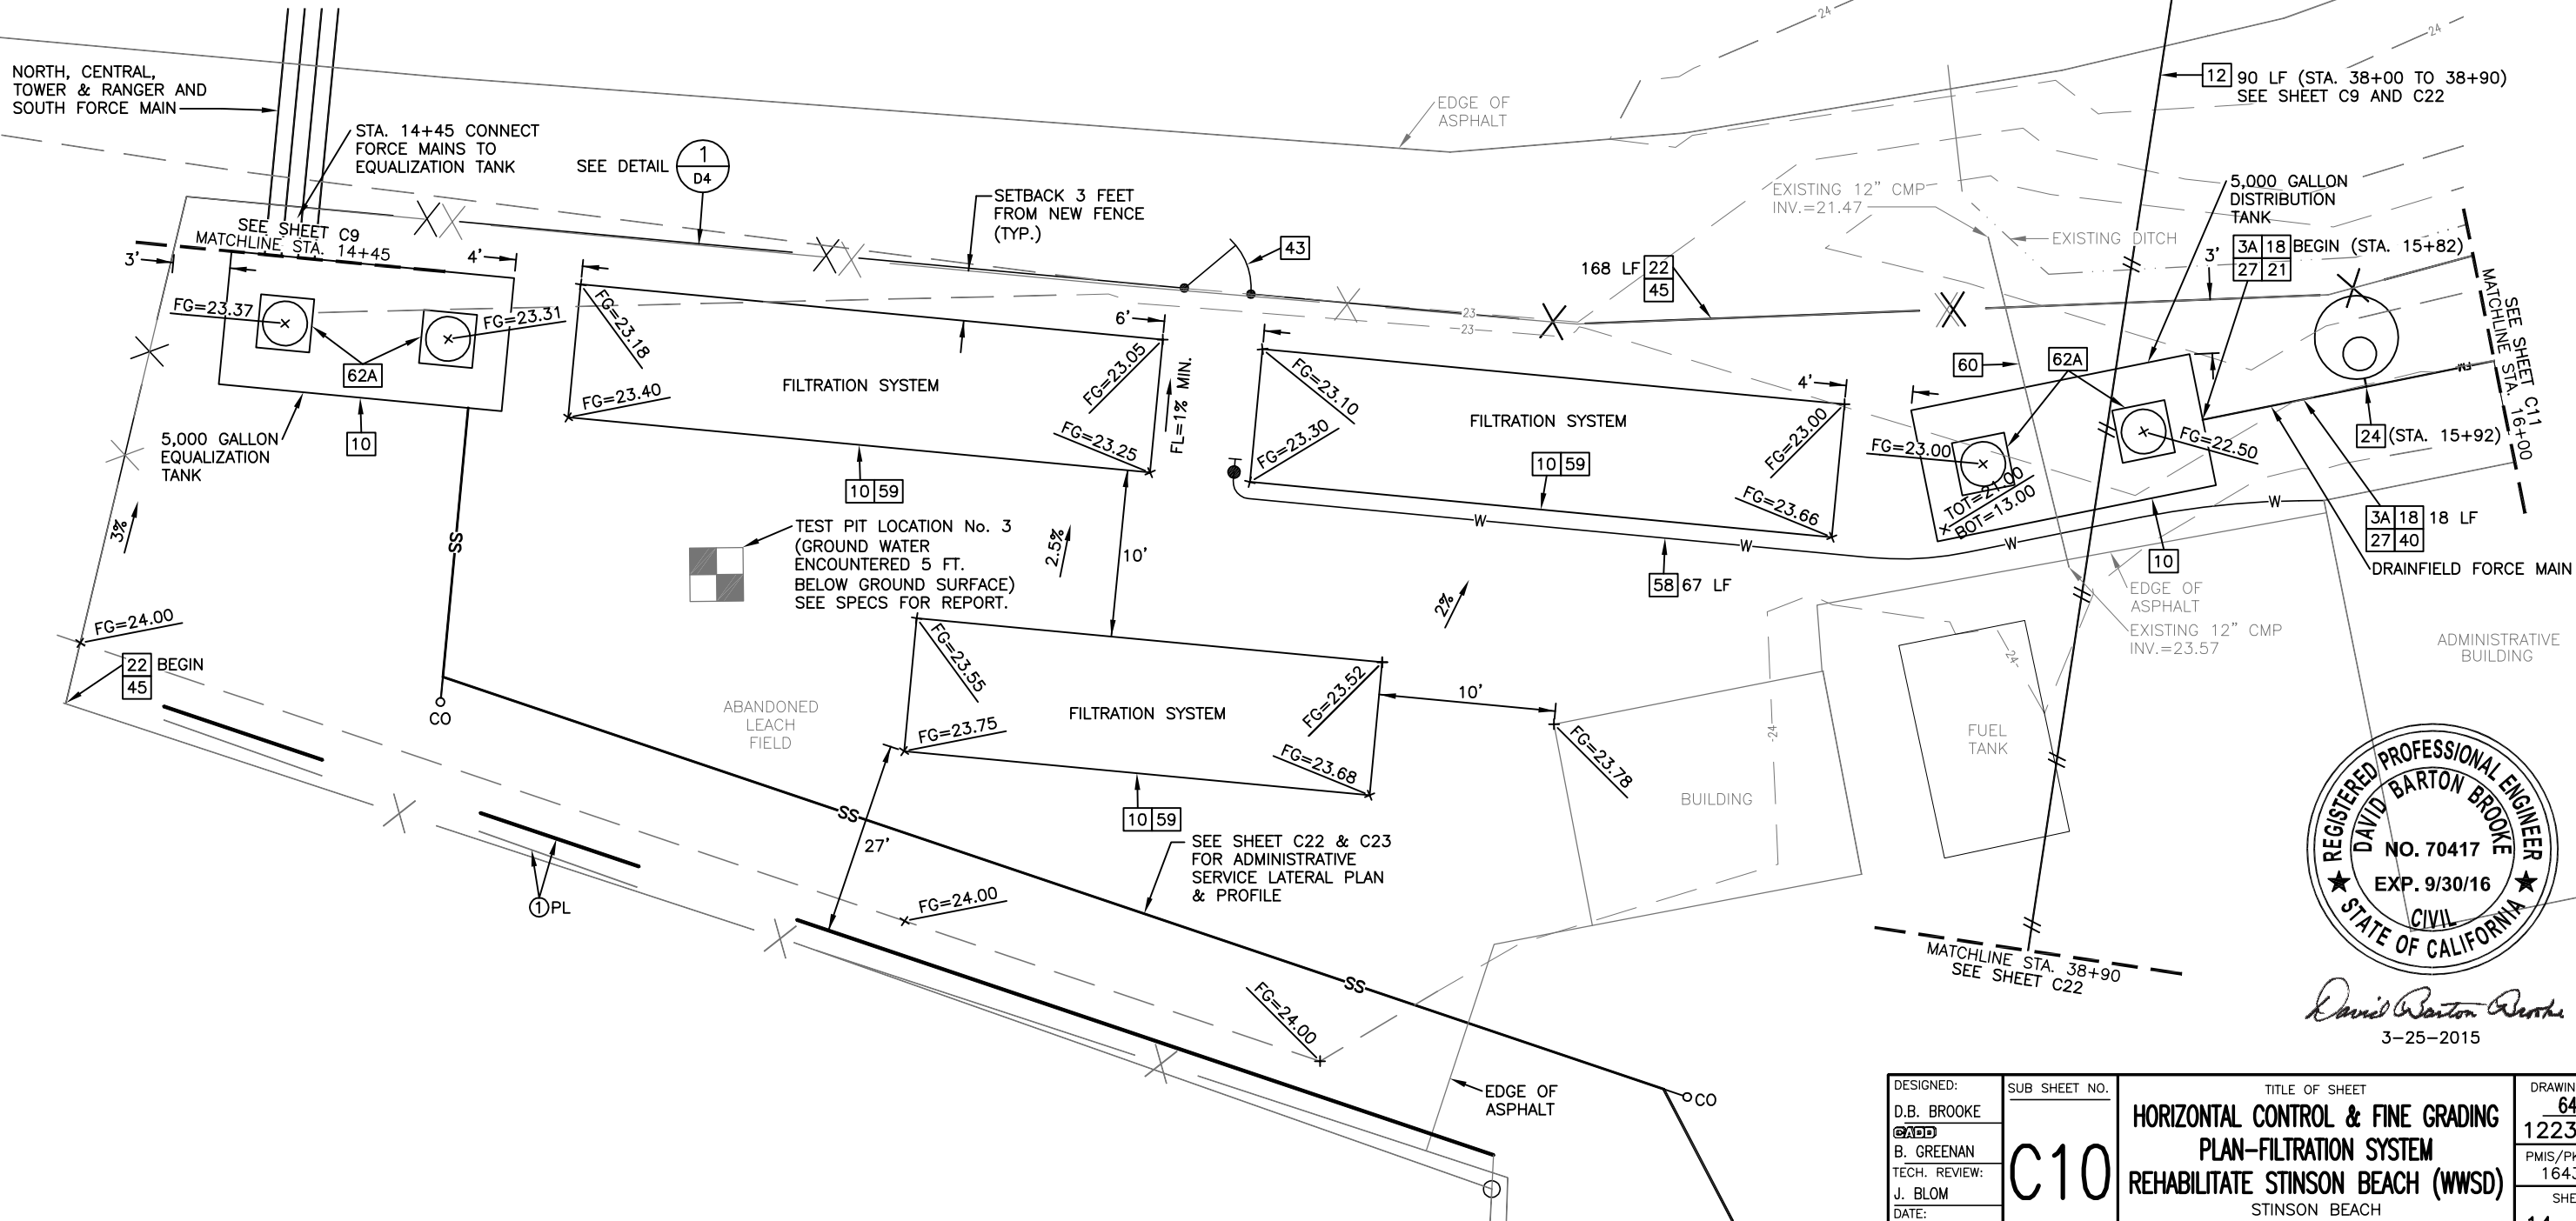 NORTH, CENTRAL,
TOWER & RANGER AND
SOUTH FORCE MAIN
STA. 14+45 CONNECT
FORCE MAINS TO
EQUALIZATION TANK
SEE DETAIL
1
D4
SETBACK 3 FEET
FROM NEW FENCE
(TYP.)
43
EDGE OF
ASPHALT
24
24
12 90 LF (STA. 38+00 TO 38+90)
SEE SHEET C9 AND C22
EXISTING 12" CMP
INV.=21.47
EXISTING DITCH
5,000 GALLON
DISTRIBUTION
TANK
3A 18 BEGIN (STA. 15+82)
27 21
3'
168 LF 22
45
SEE SHEET C9
MATCHLINE STA. 14+45
3'
4'
FG=23.37
FG=23.31
62A
10
5,000 GALLON
EQUALIZATION
TANK
FG=23.18
FG=23.40
FILTRATION SYSTEM
6'
FG=23.05
FG=23.25
FL=1% MIN.
10 59
23
23
FG=23.10
FG=23.30
FILTRATION SYSTEM
10 59
4'
FG=23.00
FG=23.66
60
62A
FG=23.00
FG=22.50
TOT=21.00
BOT=13.00
10
24 (STA. 15+92)
FM
SEE SHEET C11
MATCHLINE STA. 16+00
3A 18 18 LF
27 40
DRAINFIELD FORCE MAIN
W
W
W
W
58 67 LF
3%
SS
TEST PIT LOCATION No. 3
(GROUND WATER
ENCOUNTERED 5 FT.
BELOW GROUND SURFACE)
SEE SPECS FOR REPORT.
2.5%
10'
2%
EDGE OF
ASPHALT
EXISTING 12" CMP
INV.=23.57
ADMINISTRATIVE
BUILDING
FG=24.00
22 BEGIN
45
CO
ABANDONED
LEACH
FIELD
FG=23.55
FG=23.75
FILTRATION SYSTEM
FG=23.52
FG=23.68
10'
FG=23.78
10 59
BUILDING
24
24
FUEL
TANK
SS
27'
1 PL
FG=24.00
SEE SHEET C22 & C23
FOR ADMINISTRATIVE
SERVICE LATERAL PLAN
& PROFILE
SS
FG=24.00
EDGE OF
ASPHALT
CO
MATCHLINE STA. 38+90
SEE SHEET C22
REGISTERED PROFESSIONAL ENGINEER
DAVID BARTON BROOKE
NO. 70417
EXP. 9/30/16
CIVIL
STATE OF CALIFORNIA
David Barton Brooke
3-25-2015
DESIGNED:
D.B. BROOKE
CADD
B. GREENAN
TECH. REVIEW:
J. BLOM
DATE:
SUB SHEET NO.
C10
TITLE OF SHEET
HORIZONTAL CONTROL & FINE GRADING
PLAN-FILTRATION SYSTEM
REHABILITATE STINSON BEACH (WWSD)
STINSON BEACH
DRAWIN
64
1223
PMIS/PK
164
SHE